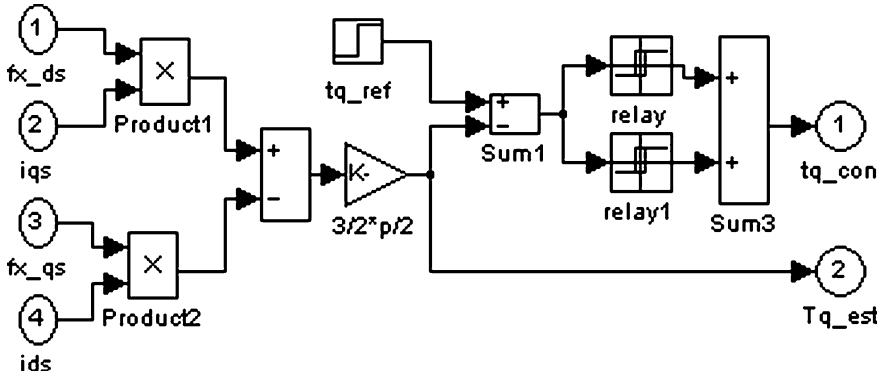 1
fx_ds
2
iqs
×
Product1
3
fx_qs
4
ids
×
Product2
+
−
K-
3/2*p/2
tq_ref
+
−
Sum1
relay
relay1
+
+
Sum3
1
tq_con
2
Tq_est